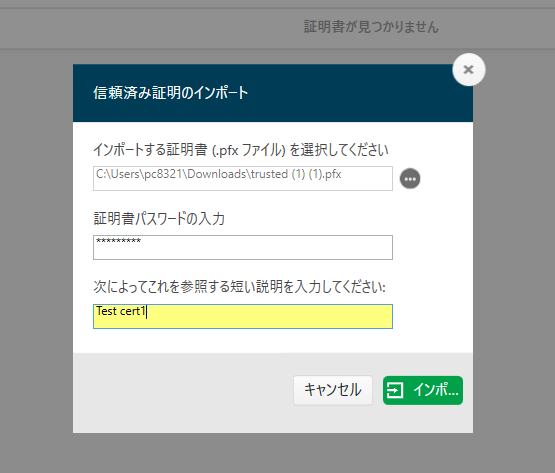 証明書が見つかりません
信頼済み証明のインポート
インポートする証明書 (.pfx ファイル) を選択してください
C:\Users\pc8321\Downloads\trusted (1) (1).pfx
証明書パスワードの入力
*********
次によってこれを参照する短い説明を入力してください:
Test cert1
キャンセル
インポ...